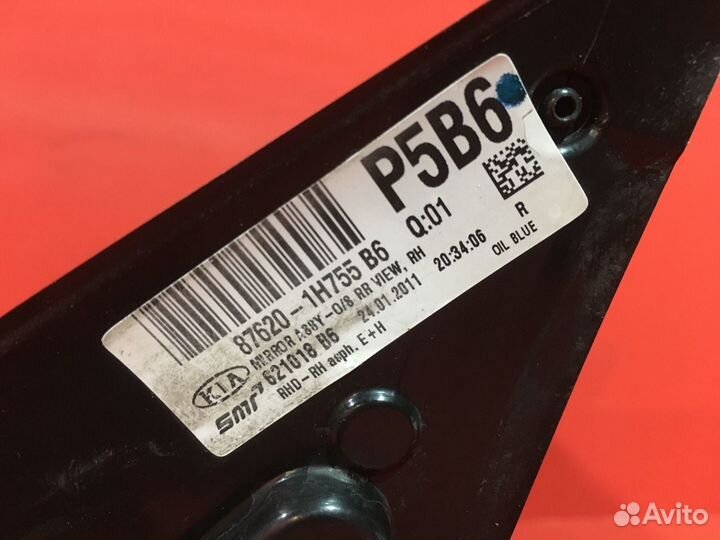 P5B6
87620-1H755 B6 Q:01
MIRROR ASSY-O/S RR VIEW, RH
KIA
621018 B6 24.01.2011 20:34:06 R
SMR RHD-RH asph. E+H OIL BLUE
Avito